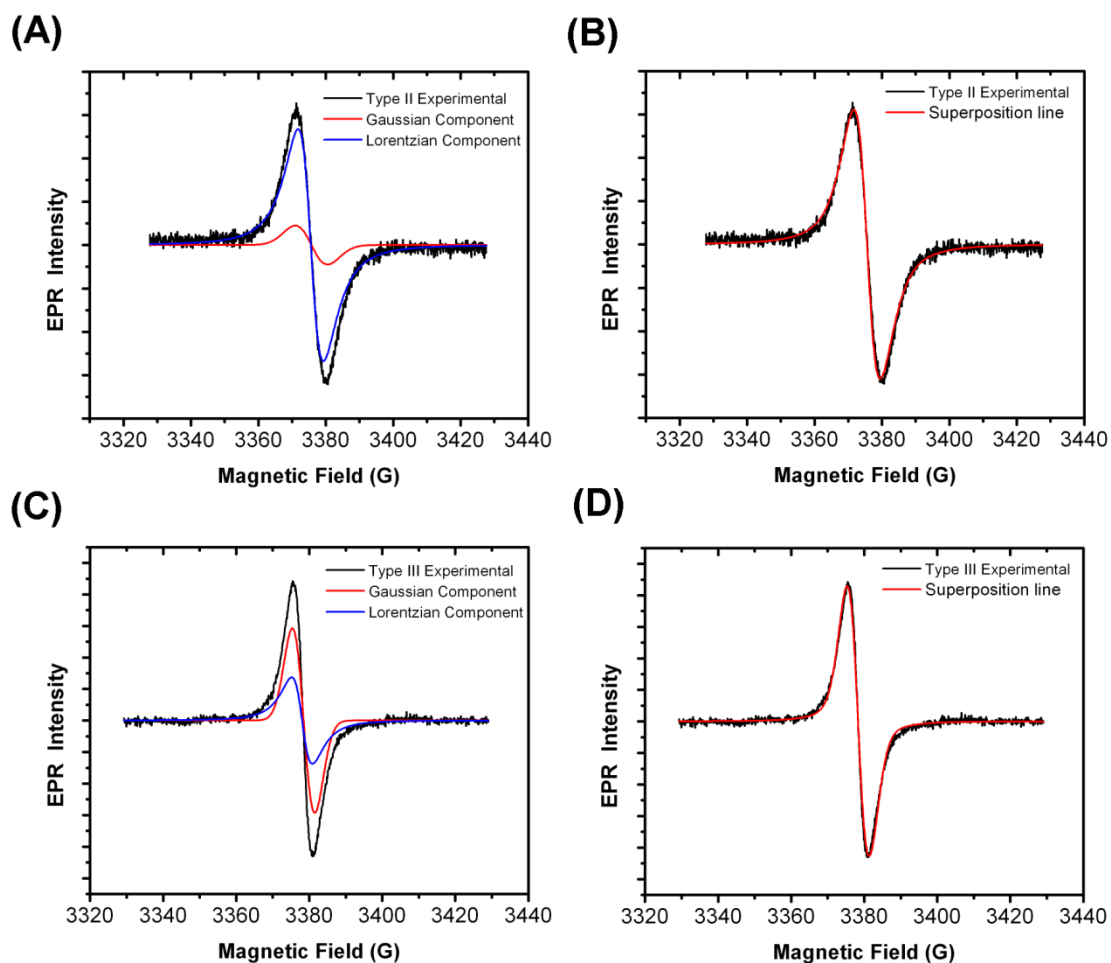 (A)
Type II Experimental
Gaussian Component
Lorentzian Component
EPR Intensity
3320 3340 3360 3380 3400 3420 3440
Magnetic Field (G)
(B)
Type II Experimental
Superposition line
EPR Intensity
3320 3340 3360 3380 3400 3420 3440
Magnetic Field (G)
(C)
Type III Experimental
Gaussian Component
Lorentzian Component
EPR Intensity
3320 3340 3360 3380 3400 3420 3440
Magnetic Field (G)
(D)
Type III Experimental
Superposition line
EPR Intensity
3320 3340 3360 3380 3400 3420 3440
Magnetic Field (G)